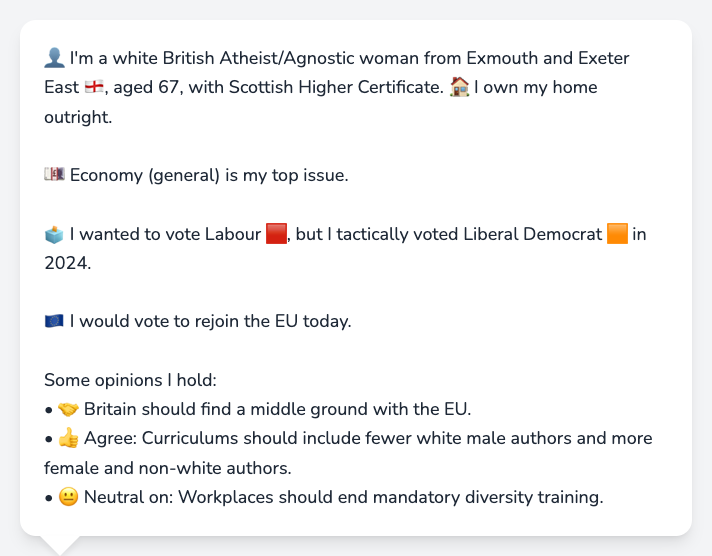 👤 I'm a white British Atheist/Agnostic woman from Exmouth and Exeter
East 🏴󠁧󠁢󠁥󠁮󠁧󠁿, aged 67, with Scottish Higher Certificate. 🏠 I own my home
outright.
💷 Economy (general) is my top issue.
🗳️ I wanted to vote Labour 🟥, but I tactically voted Liberal Democrat 🟧 in
2024.
🇪🇺 I would vote to rejoin the EU today.
Some opinions I hold:
• 🤝 Britain should find a middle ground with the EU.
• 👍 Agree: Curriculums should include fewer white male authors and more
female and non-white authors.
• 😐 Neutral on: Workplaces should end mandatory diversity training.